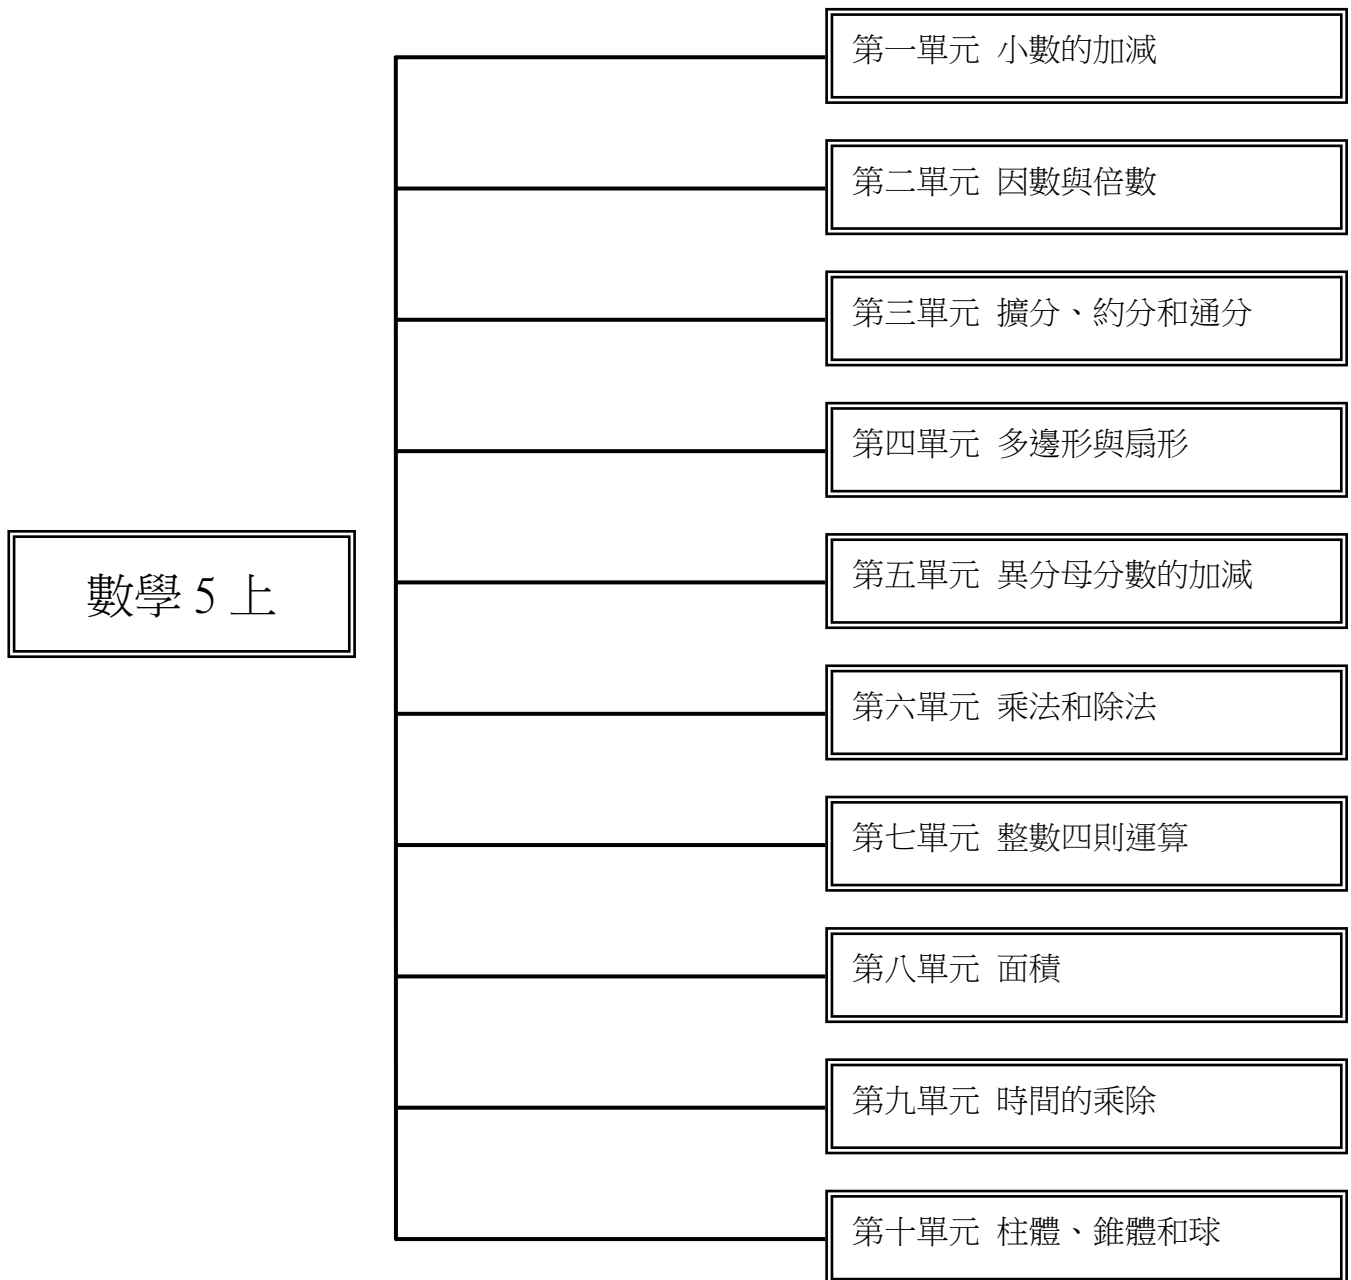 第一單元 小數的加減
第二單元 因數與倍數
第三單元 擴分、約分和通分
第四單元 多邊形與扇形
第五單元 異分母分數的加減
數學 5 上
第六單元 乘法和除法
第七單元 整數四則運算
第八單元 面積
第九單元 時間的乘除
第十單元 柱體、錐體和球